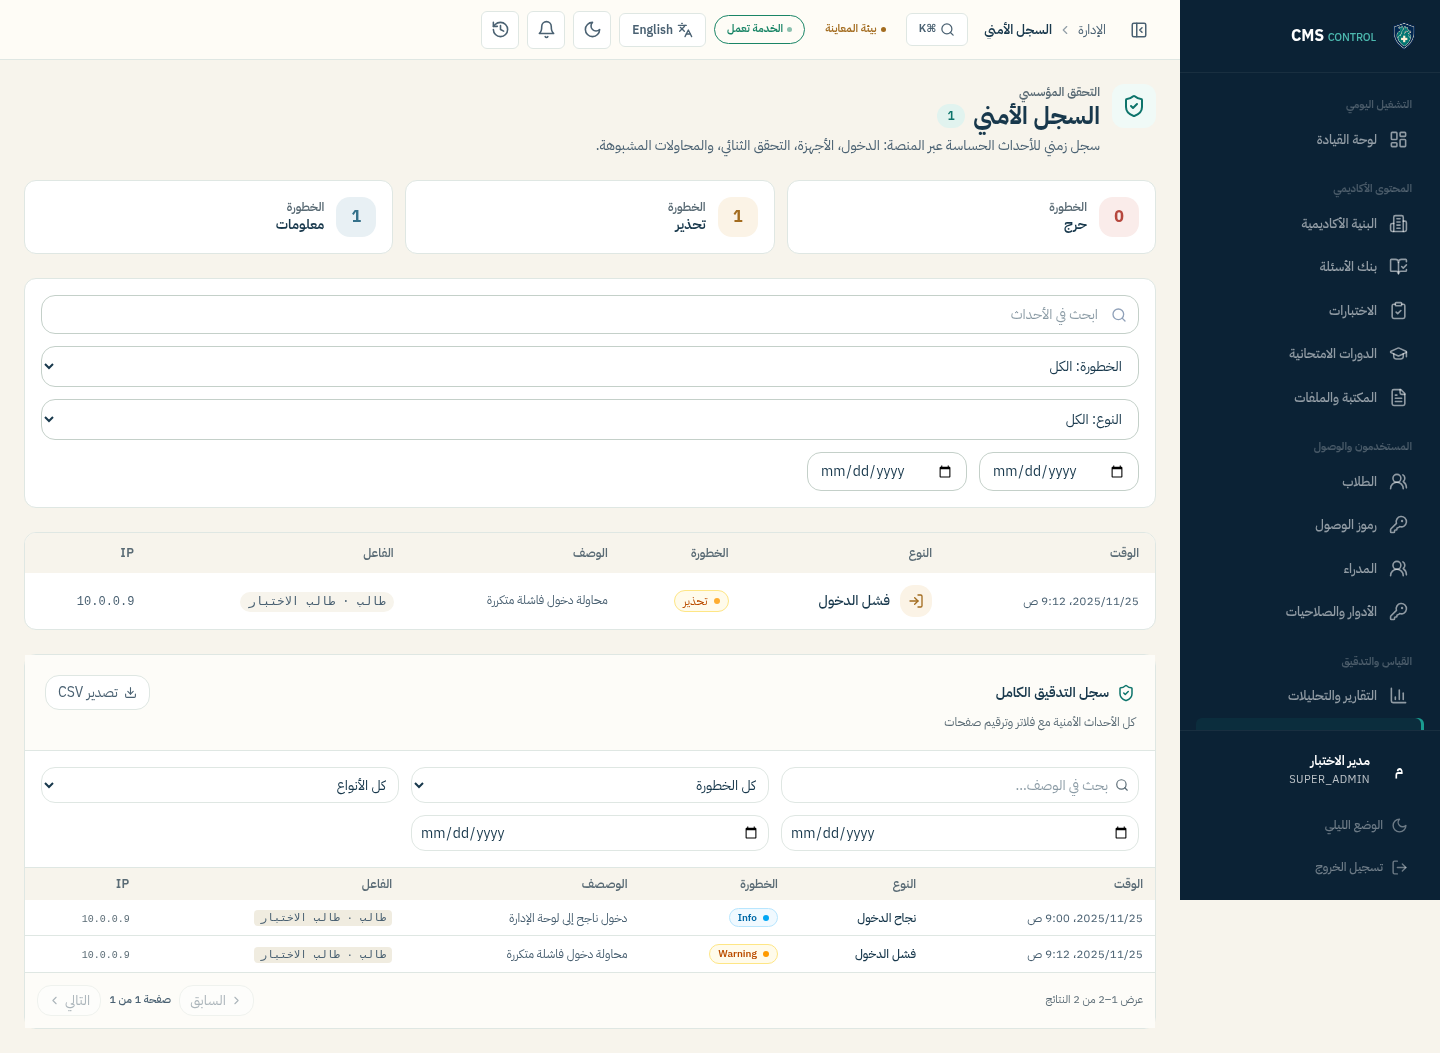 CMS CONTROL
التشغيل اليومي
لوحة القيادة
المحتوى الأكاديمي
البنية الأكاديمية
بنك الأسئلة
الاختبارات
الدورات الامتحانية
المكتبة والملفات
المستخدمون والوصول
الطلاب
رموز الوصول
المدراء
الأدوار والصلاحيات
القياس والتدقيق
التقارير والتحليلات
مدير الاختبار
م
SUPER_ADMIN
الوضع الليلي
تسجيل الخروج
الإدارة
السجل الأمني
⌘K
بيئة المعاينة
الخدمة تعمل
English
التحقق المؤسسي
السجل الأمني 1
سجل زمني للأحداث الحساسة عبر المنصة: الدخول، الأجهزة، التحقق الثنائي، والمحاولات المشبوهة.
0 الخطورة
حرج
1 الخطورة
تحذير
1 الخطورة
معلومات
ابحث في الأحداث
الخطورة: الكل
النوع: الكل
mm/dd/yyyy mm/dd/yyyy
الوقت النوع الخطورة الوصف الفاعل IP
2025/11/25، 9:12 ص فشل الدخول تحذير محاولة دخول فاشلة متكررة طالب · طالب الاختبار 10.0.0.9
سجل التدقيق الكامل
تصدير CSV
كل الأحداث الأمنية مع فلاتر وترقيم صفحات
بحث في الوصف... كل الخطورة كل الأنواع
mm/dd/yyyy mm/dd/yyyy
الوقت النوع الخطورة الوصصف الفاعل IP
2025/11/25، 9:00 ص نجاح الدخول Info دخول ناجح إلى لوحة الإدارة طالب · طالب الاختبار 10.0.0.9
2025/11/25، 9:12 ص فشل الدخول Warning محاولة دخول فاشلة متكررة طالب · طالب الاختبار 10.0.0.9
عرض 1–2 من 2 النتائج
السابق صفحة 1 من 1 التالي